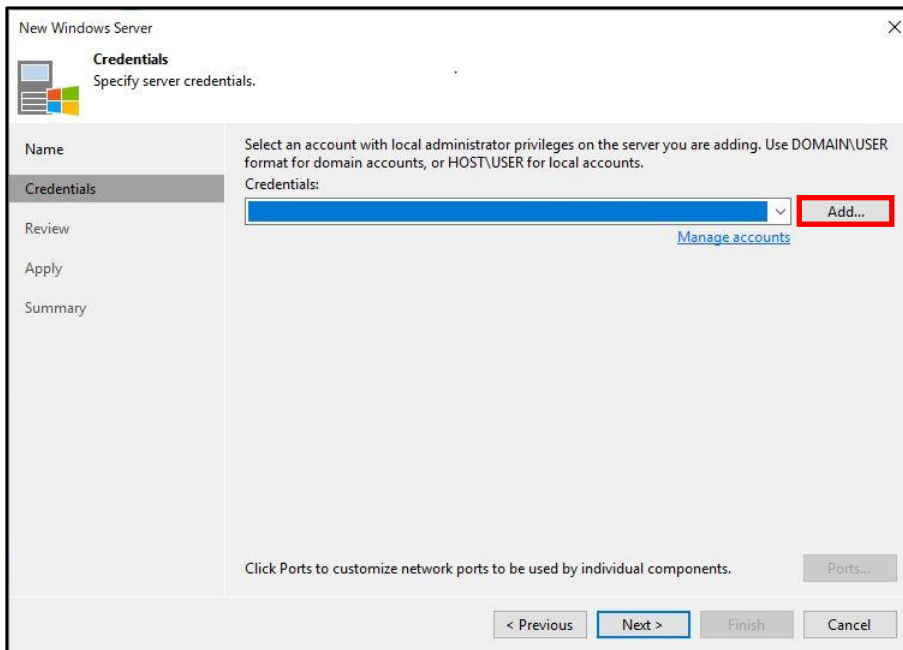 New Windows Server
Credentials
Specify server credentials.
Name
Credentials
Review
Apply
Summary
Select an account with local administrator privileges on the server you are adding. Use DOMAIN\USER
format for domain accounts, or HOST\USER for local accounts.
Credentials:
Add...
Manage accounts
Click Ports to customize network ports to be used by individual components.
Ports...
< Previous
Next >
Finish
Cancel